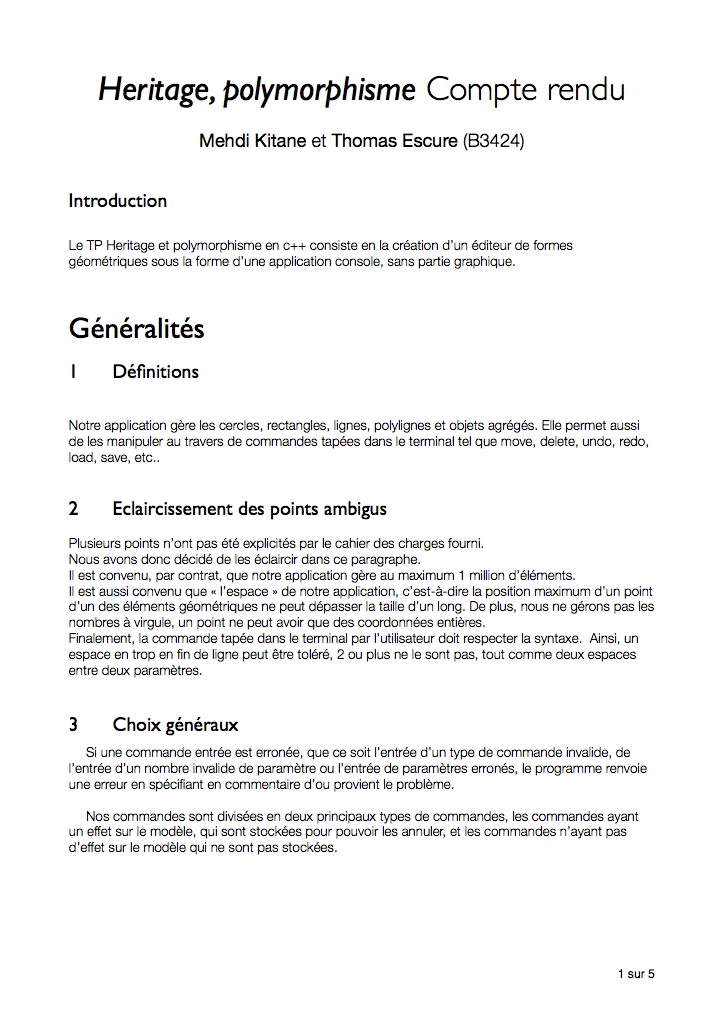 Heritage, polymorphisme Compte rendu
Mehdi Kitane et Thomas Escure (B3424)
Introduction
Le TP Heritage et polymorphisme en c++ consiste en la création d'un éditeur de formes
géométriques sous la forme d'une application console, sans partie graphique.
Généralités
1 Définitions
Notre application gère les cercles, rectangles, lignes, polylignes et objets agrégés. Elle permet aussi
de les manipuler au travers de commandes tapées dans le terminal tel que move, delete, undo, redo,
load, save, etc..
2 Eclaircissement des points ambigus
Plusieurs points n'ont pas été explicités par le cahier des charges fourni.
Nous avons donc décidé de les éclaircir dans ce paragraphe.
Il est convenu, par contrat, que notre application gère au maximum 1 million d'éléments.
Il est aussi convenu que « l'espace » de notre application, c'est-à-dire la position maximum d'un point
d'un des éléments géométriques ne peut dépasser la taille d'un long. De plus, nous ne gérons pas les
nombres à virgule, un point ne peut avoir que des coordonnées entières.
Finalement, la commande tapée dans le terminal par l'utilisateur doit respecter la syntaxe. Ainsi, un
espace en trop en fin de ligne peut être toléré, 2 ou plus ne le sont pas, tout comme deux espaces
entre deux paramètres.
3 Choix généraux
Si une commande entrée est erronée, que ce soit l'entrée d'un type de commande invalide, de
l'entrée d'un nombre invalide de paramètre ou l'entrée de paramètres erronés, le programme renvoie
une erreur en spécifiant en commentaire d'ou provient le problème.
Nos commandes sont divisées en deux principaux types de commandes, les commandes ayant
un effet sur le modèle, qui sont stockées pour pouvoir les annuler, et les commandes n'ayant pas
d'effet sur le modèle qui ne sont pas stockées.
1 sur 5